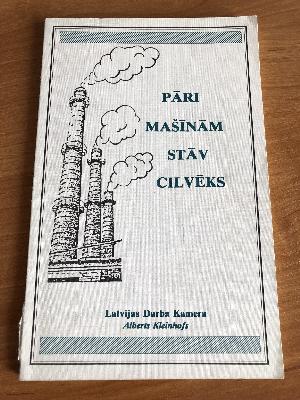 PĀRI
MAŠĪNĀM
STĀV
CILVĒKS
Latvijas Darba Kamera
Alberts Kleinhofs